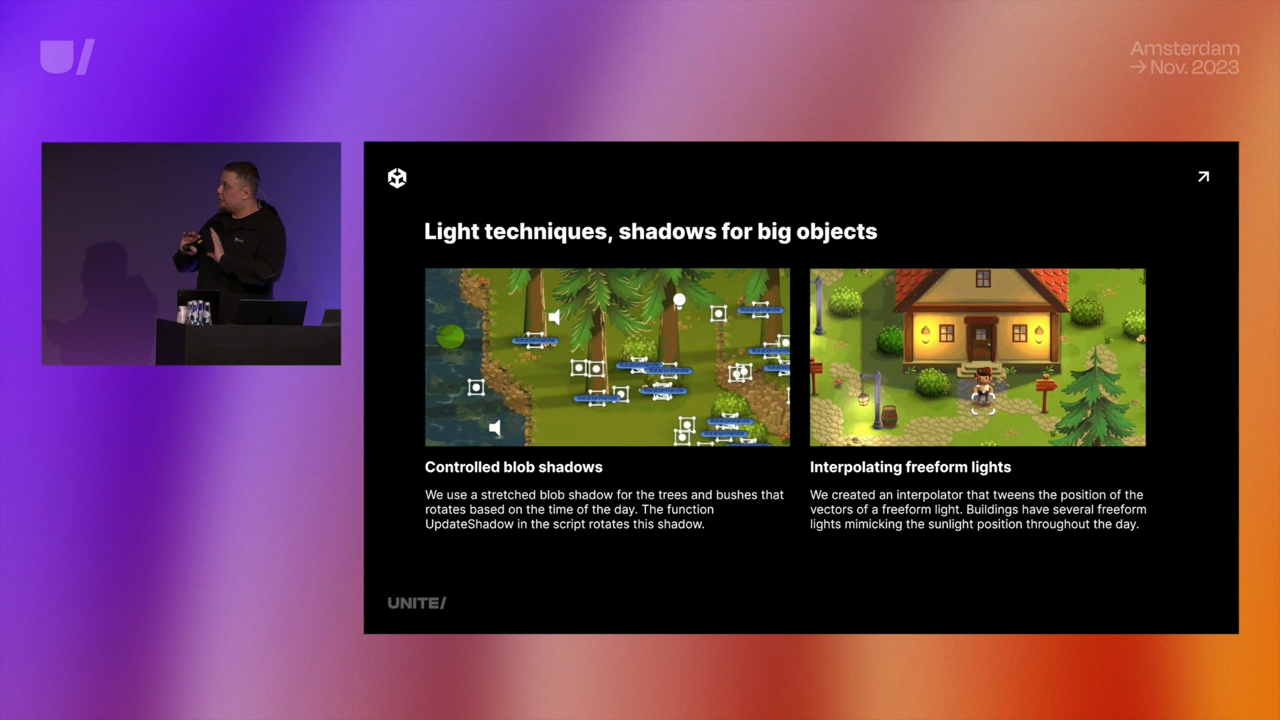 Amsterdam
→ Nov. 2023
Light techniques, shadows for big objects
Controlled blob shadows
We use a stretched blob shadow for the trees and bushes that
rotates based on the time of the day. The function
UpdateShadow in the script rotates this shadow.
Interpolating freeform lights
We created an interpolator that tweens the position of the
vectors of a freeform light. Buildings have several freeform
lights mimicking the sunlight position throughout the day.
UNITE/